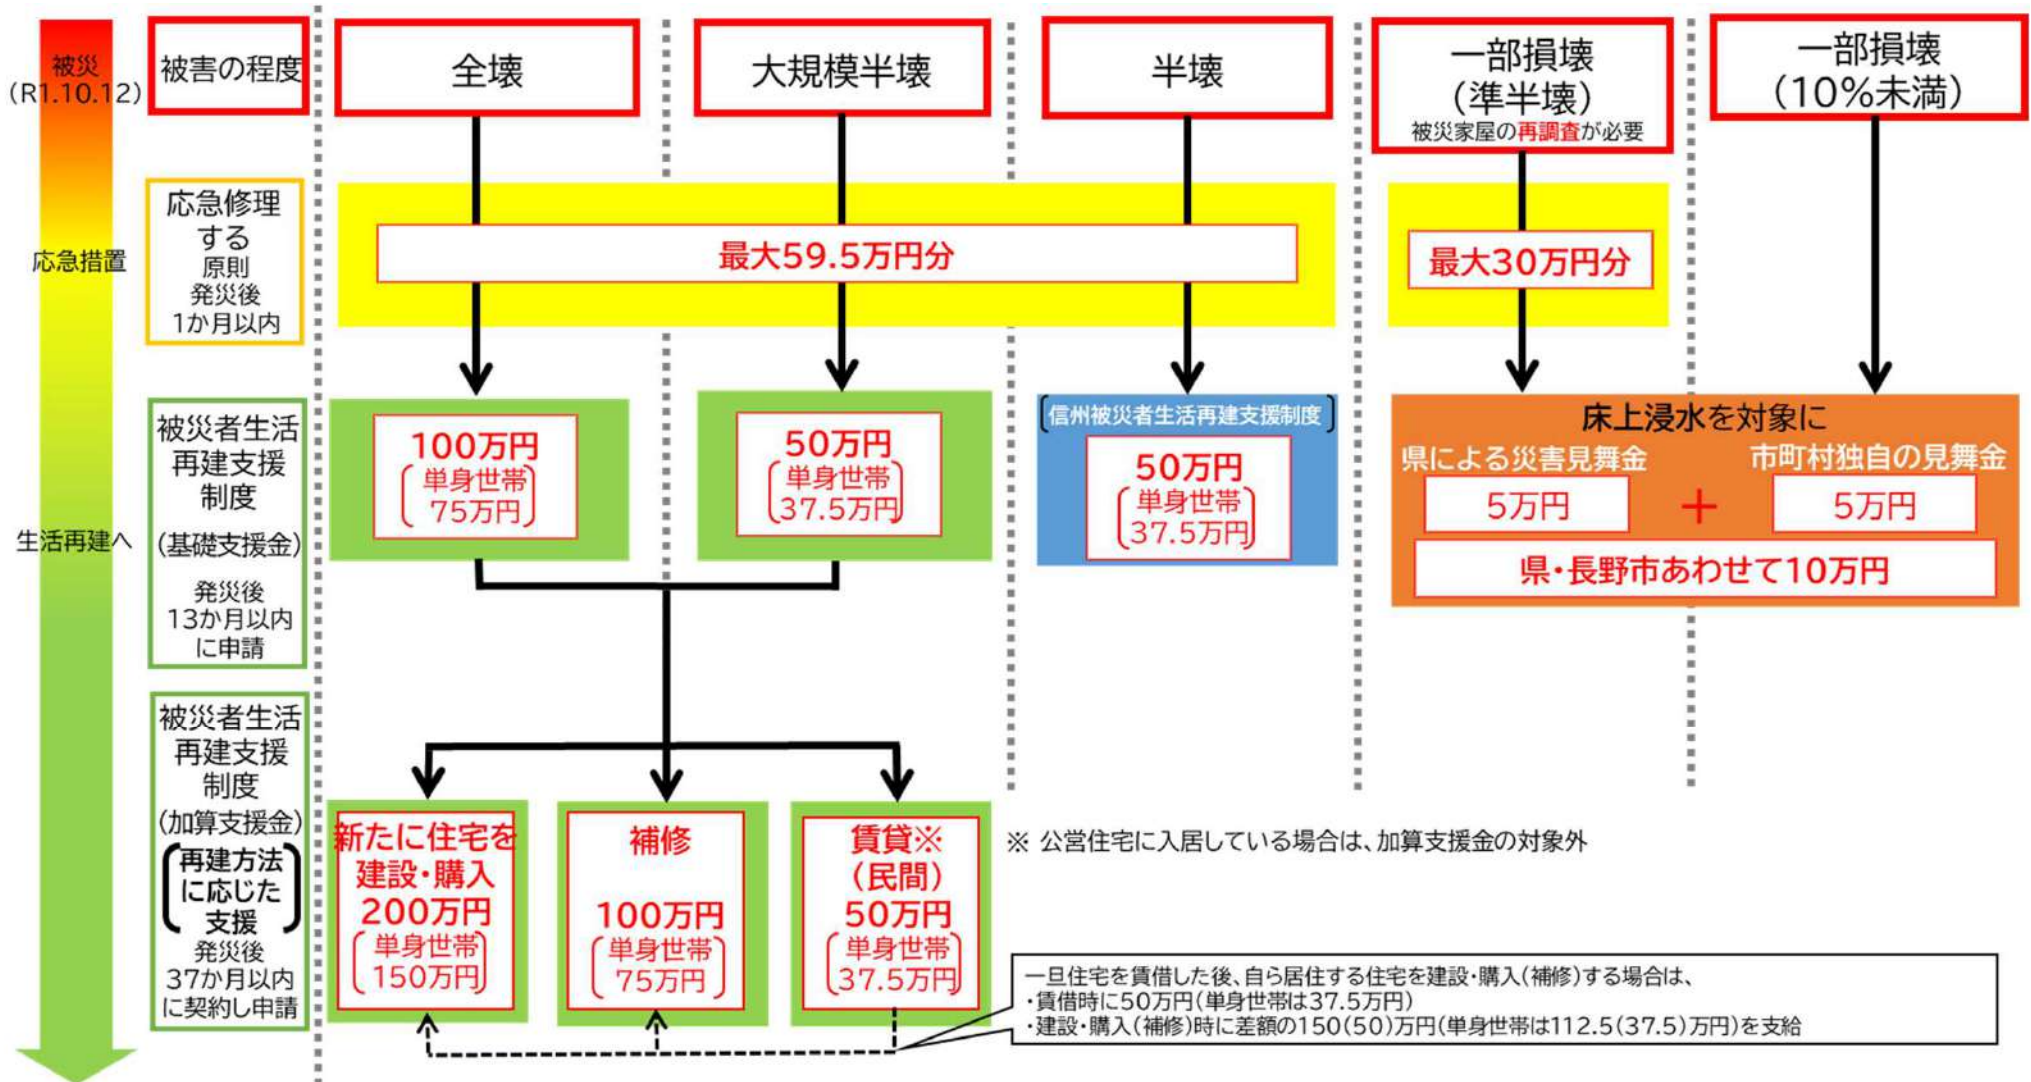 被災
(R1.10.12)
応急措置
生活再建へ
被害の程度
全壊
大規模半壊
半壊
一部損壊
(準半壊)
被災家屋の再調査が必要
一部損壊
(10%未満)
応急修理
する
原則
発災後
1か月以内
最大59.5万円分
最大30万円分
被災者生活
再建支援
制度
(基礎支援金)
発災後
13か月以内
に申請
100万円
(単身世帯
75万円)
50万円
(単身世帯
37.5万円)
(信州被災者生活再建支援制度)
50万円
(単身世帯
37.5万円)
床上浸水を対象に
県による災害見舞金
5万円
+
市町村独自の見舞金
5万円
県・長野市あわせて10万円
被災者生活
再建支援
制度
(加算支援金)
(再建方法
に応じた
支援)
発災後
37か月以内
に契約し申請
新たに住宅を
建設・購入
200万円
(単身世帯
150万円)
補修
100万円
(単身世帯
75万円)
賃貸※
(民間)
50万円
(単身世帯
37.5万円)
※ 公営住宅に入居している場合は、加算支援金の対象外
一旦住宅を賃借した後、自ら居住する住宅を建設・購入(補修)する場合は、
・賃借時に50万円(単身世帯は37.5万円)
・建設・購入(補修)時に差額の150(50)万円(単身世帯は112.5(37.5)万円)を支給